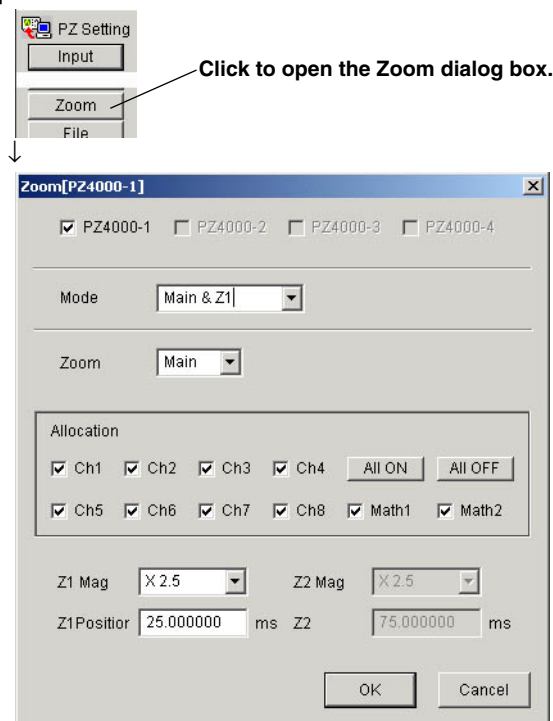 PZ Setting
Input
Click to open the Zoom dialog box.
Zoom
File
↓
Zoom[PZ4000-1]
PZ4000-1 PZ4000-2 PZ4000-3 PZ4000-4
Mode Main & Z1
Zoom Main
Allocation
Ch1 Ch2 Ch3 Ch4 All ON All OFF
Ch5 Ch6 Ch7 Ch8 Math1 Math2
Z1 Mag X 2.5 Z2 Mag X 2.5
Z1Positior 25.000000 ms Z2 75.000000 ms
OK Cancel